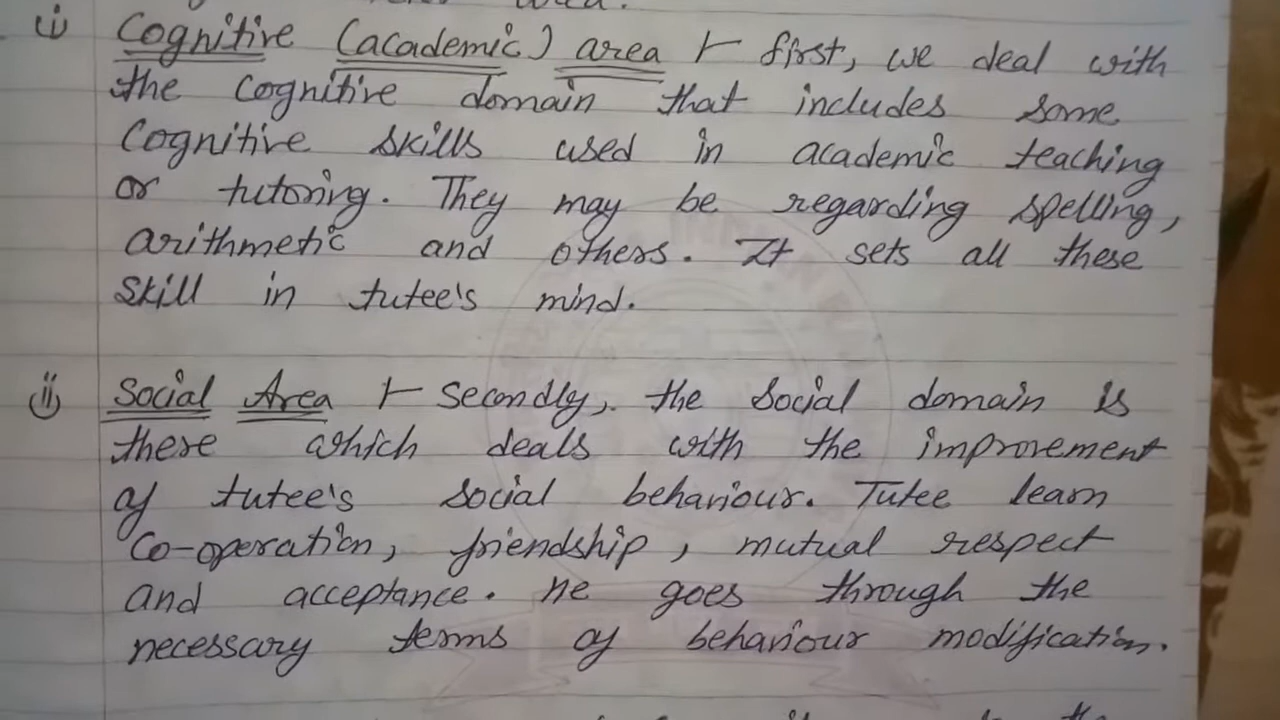 area.
i) Cognitive (academic) area :- first, we deal with
the cognitive domain that includes some
Cognitive skills used in academic teaching
or tutoring. They may be regarding spelling,
arithmetic and others. It sets all these
skill in tutee's mind.
ii) Social Area :- Secondly, the social domain is
there which deals with the improvement
of tutee's social behaviour. Tutee learn
Co-operation, friendship, mutual respect
and acceptance. He goes through the
necessary terms of behaviour modification.
the